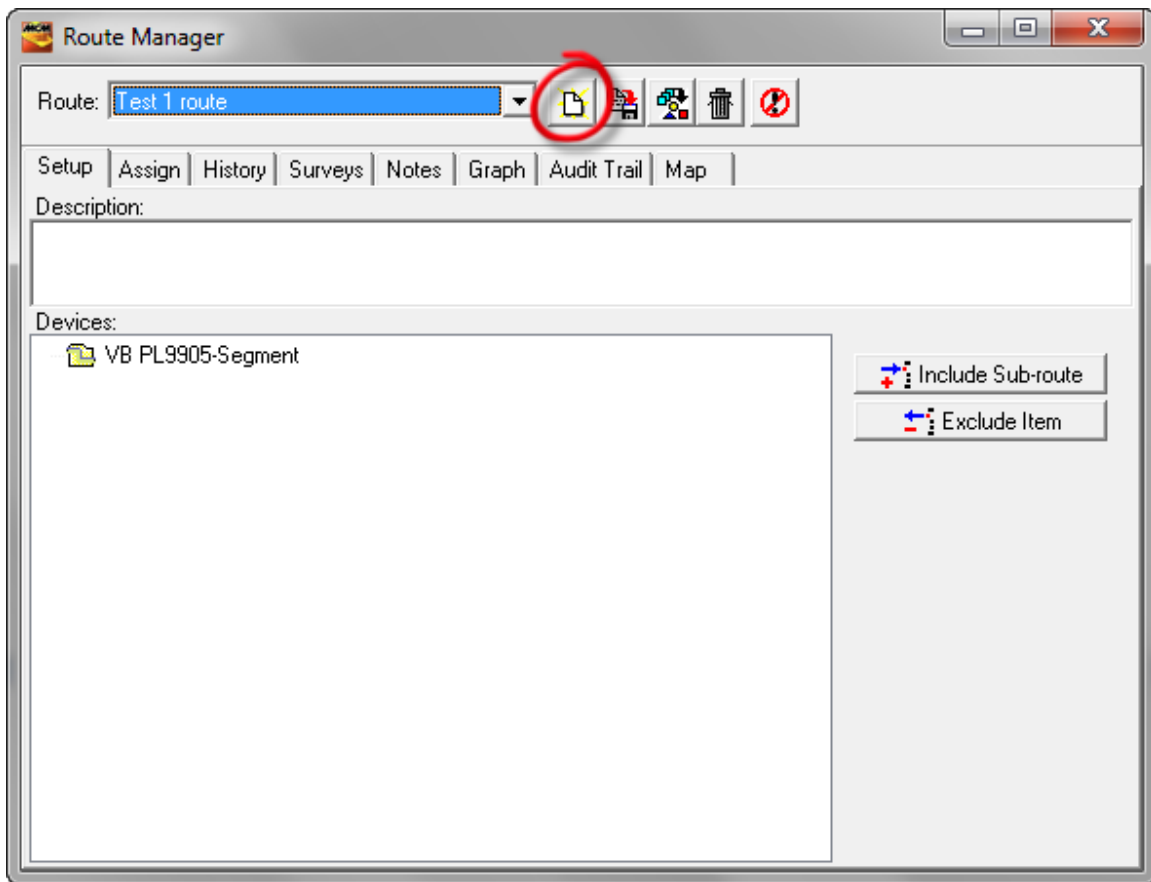 MCM
Route Manager
Route: Test 1 route
Setup Assign History Surveys Notes Graph Audit Trail Map
Description:
Devices:
VB PL9905-Segment
Include Sub-route
Exclude Item